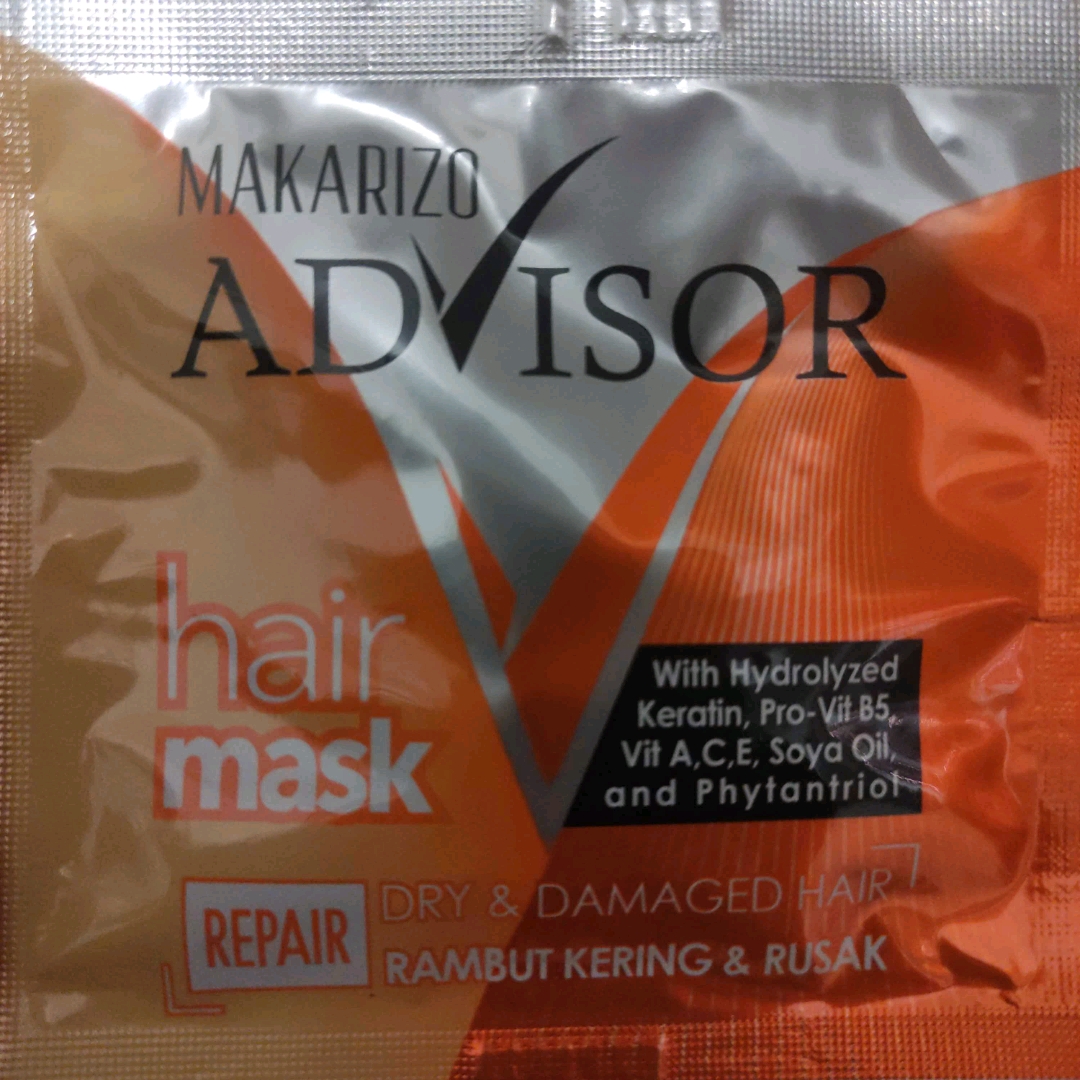 MAKARIZO
ADVISOR
hair
mask
With Hydrolyzed
Keratin, Pro-Vit B5,
Vit A,C,E, Soya Oil,
and Phytantriol
REPAIR
DRY & DAMAGED HAIR
RAMBUT KERING & RUSAK